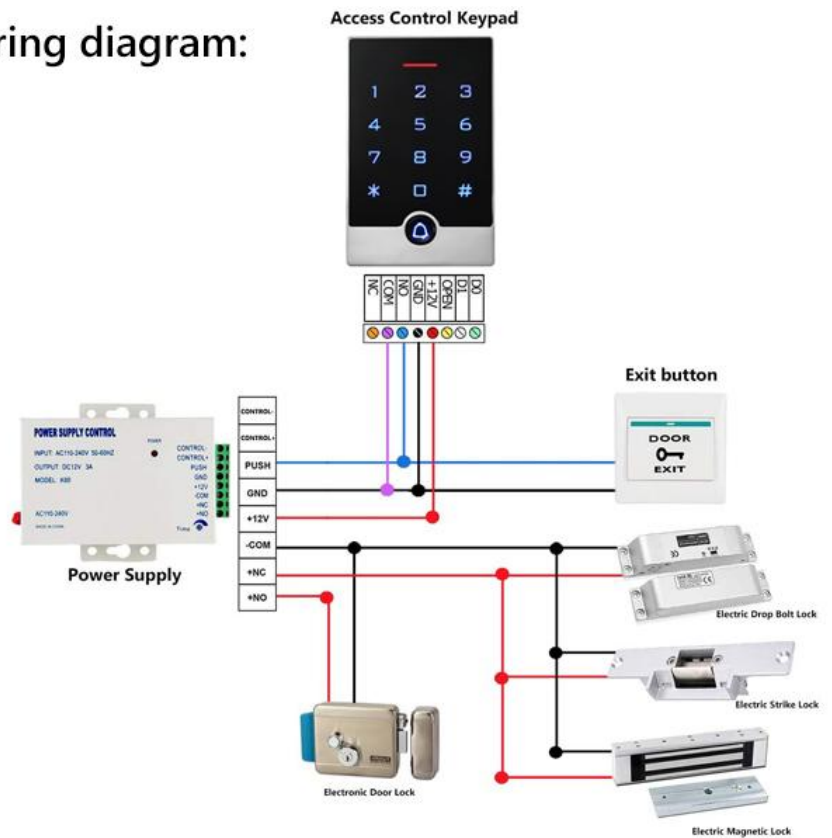 ring diagram:
Access Control Keypad
1 2 3
4 5 6
7 8 9
* #
NC
COM
NO
GND
+12V
OPEN
D1
D0
Exit button
DOOR
EXIT
POWER SUPPLY CONTROL
INPUT: AC110-240V 50-60HZ
OUTPUT: DC12V 3A
MODEL: K80
AC110-240V
POWER
CONTROL-
CONTROL+
PUSH
GND
+12V
-COM
+NC
+NO
Time
Power Supply
CONTROL-
CONTROL+
PUSH
GND
+12V
-COM
+NC
+NO
Electric Drop Bolt Lock
Electric Strike Lock
Electronic Door Lock
Electric Magnetic Lock